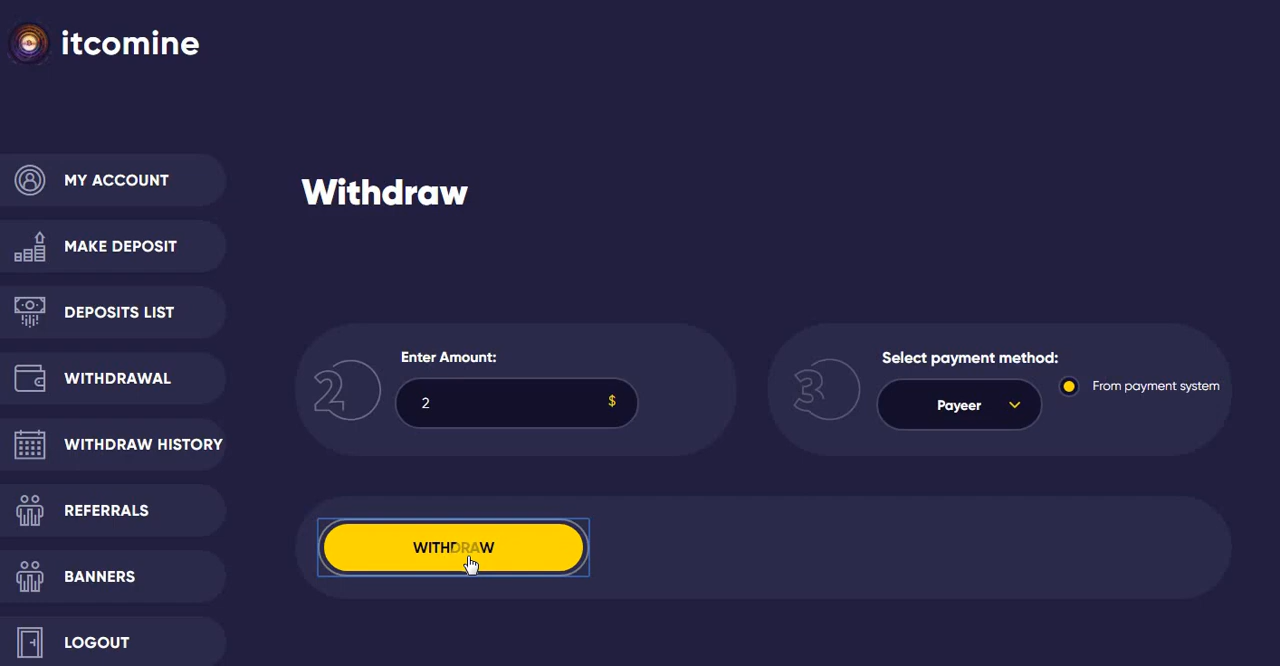 itcomine
MY ACCOUNT
MAKE DEPOSIT
DEPOSITS LIST
WITHDRAWAL
WITHDRAW HISTORY
REFERRALS
BANNERS
LOGOUT
Withdraw
2
Enter Amount:
2 $
3
Select payment method:
Payeer
From payment system
WITHDRAW